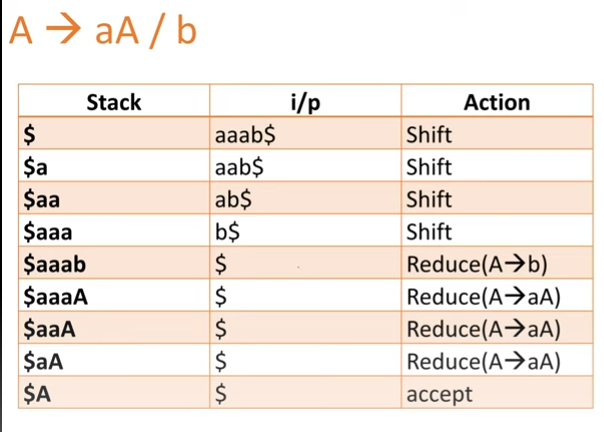 A → aA / b
Stack i/p Action
$ aaab$ Shift
$a aab$ Shift
$aa ab$ Shift
$aaa b$ Shift
$aaab $ Reduce(A→b)
$aaaA $ Reduce(A→aA)
$aaA $ Reduce(A→aA)
$aA $ Reduce(A→aA)
$A $ accept